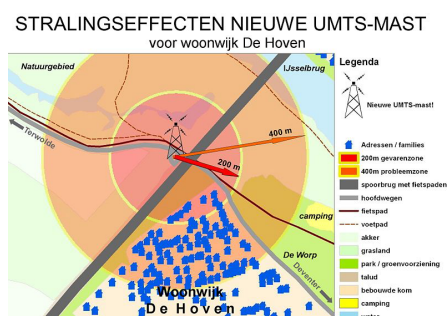 STRALINGSEFFECTEN NIEUWE UMTS-MAST
voor woonwijk De Hoven
Natuurgebied
IJsselbrug
Terwolde
400 m
200 m
camping
De Worp
Deventer
Woonwijk
De Hoven
Legenda
Nieuwe UMTS-mast!
Adressen / families
200m gevarenzone
400m probleemzone
spoorbrug met fietspaden
hoofdwegen
fietspad
voetpad
akker
grasland
park / groenvoorziening
talud
bebouwde kom
camping
water